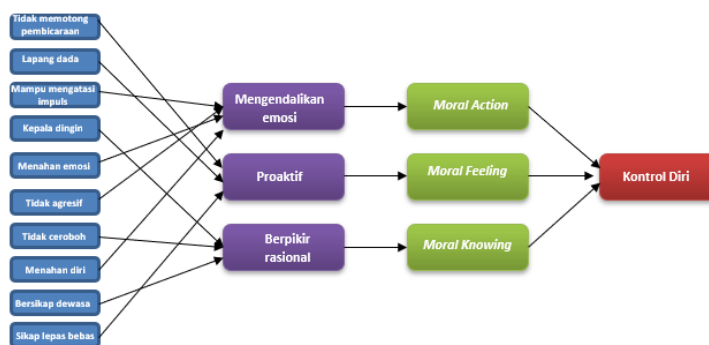 Tidak memotong
pembicaraan
Lapang dada
Mampu mengatasi
impuls
Kepala dingin
Menahan emosi
Tidak agresif
Tidak ceroboh
Menahan diri
Bersikap dewasa
Sikap lepas bebas
Mengendalikan
emosi
Proaktif
Berpikir
rasional
Moral Action
Moral Feeling
Moral Knowing
Kontrol Diri